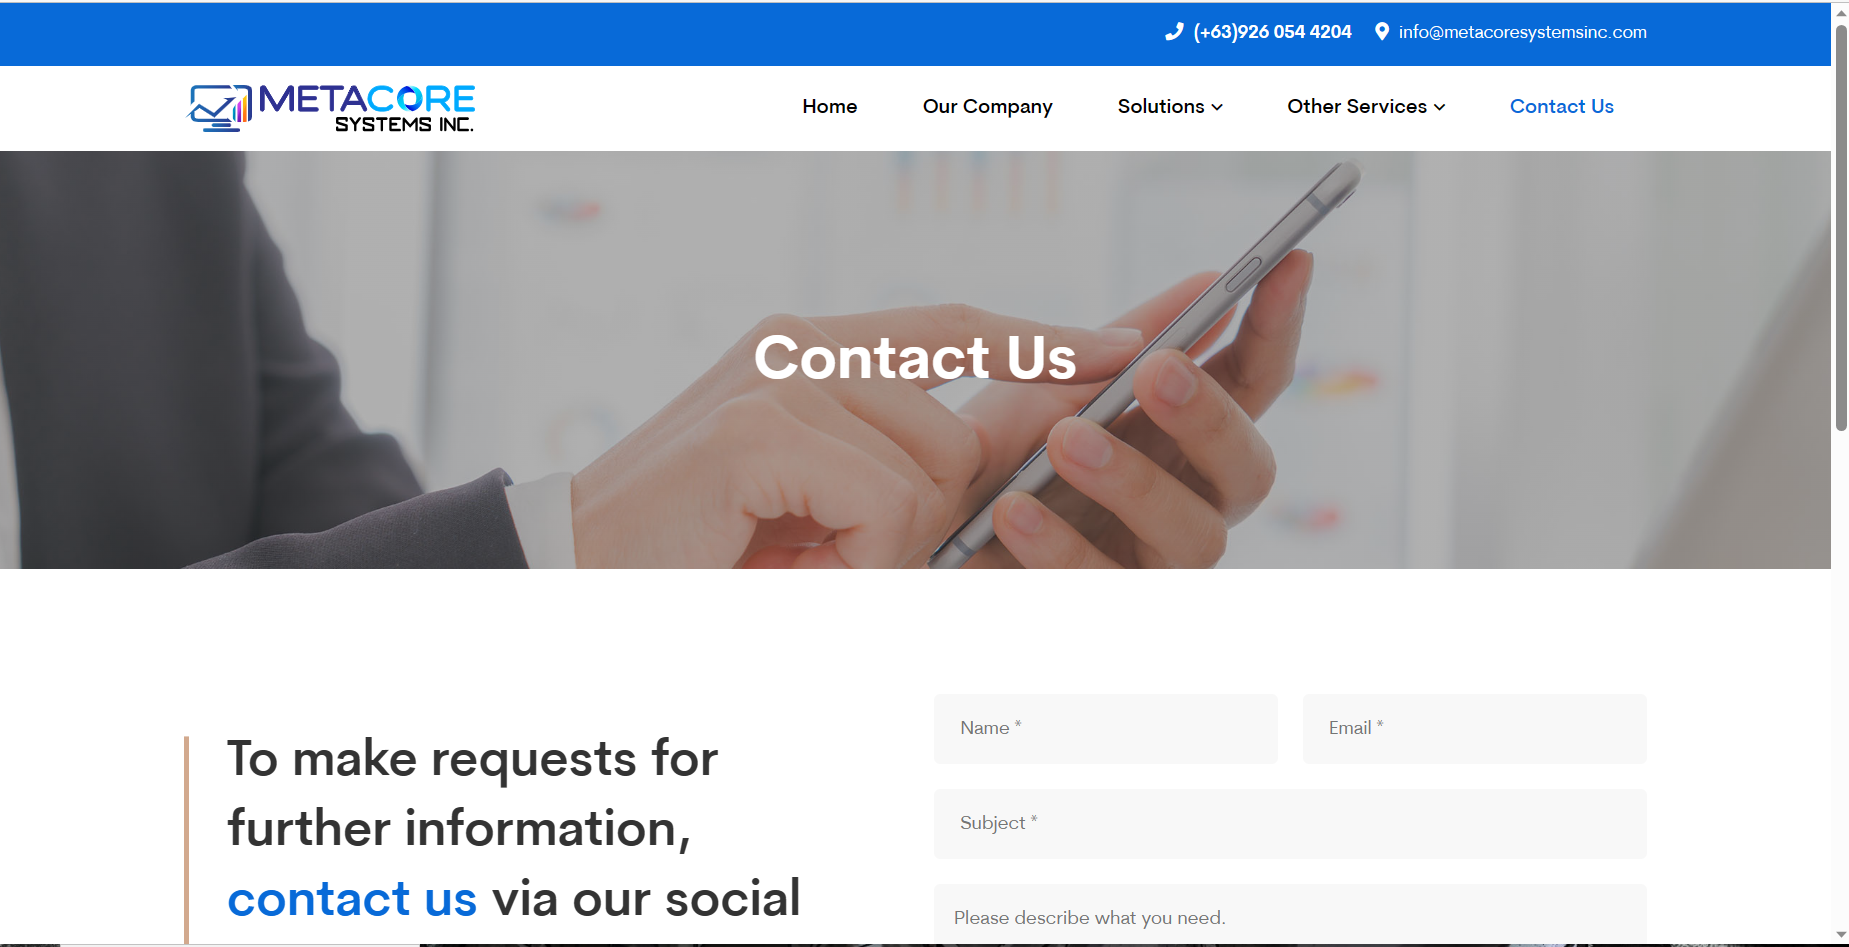 (+63)926 054 4204 info@metacoresystemsinc.com
METACORE
SYSTEMS INC.
Home Our Company Solutions Other Services Contact Us
Contact Us
To make requests for
further information,
contact us via our social
Name *
Email *
Subject *
Please describe what you need.